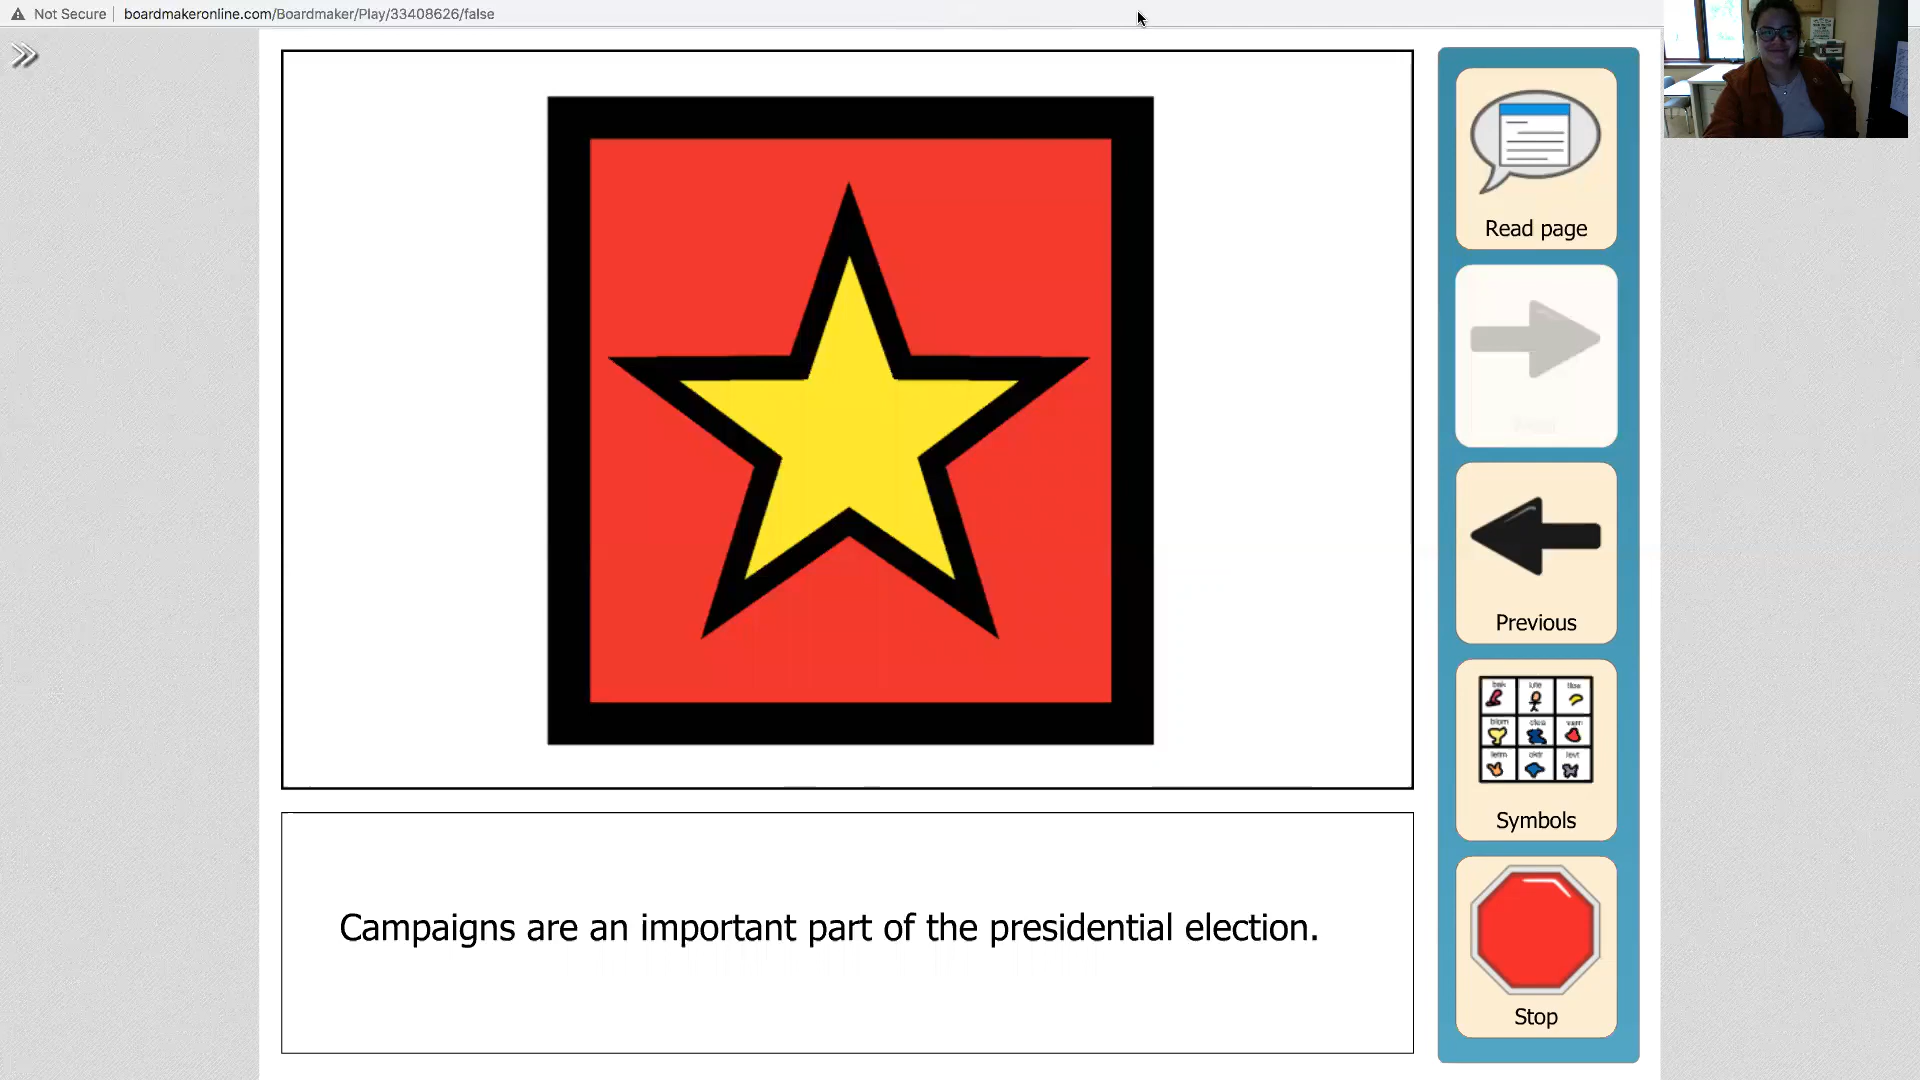 Not Secure boardmakeronline.com/Boardmaker/Play/33408626/false
Read page
Previous
Symbols
Stop
Campaigns are an important part of the presidential election.